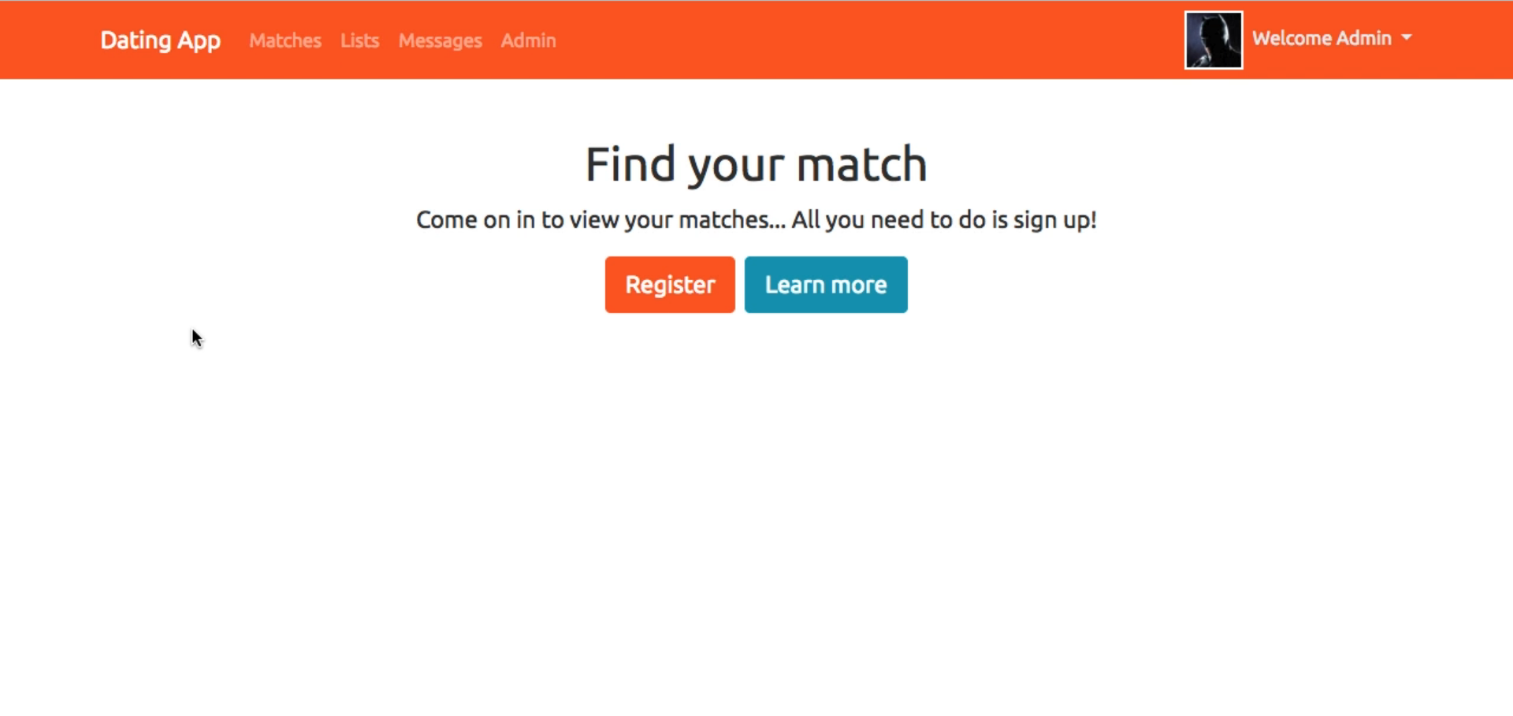 Dating App Matches Lists Messages Admin Welcome Admin
Find your match
Come on in to view your matches... All you need to do is sign up!
Register Learn more